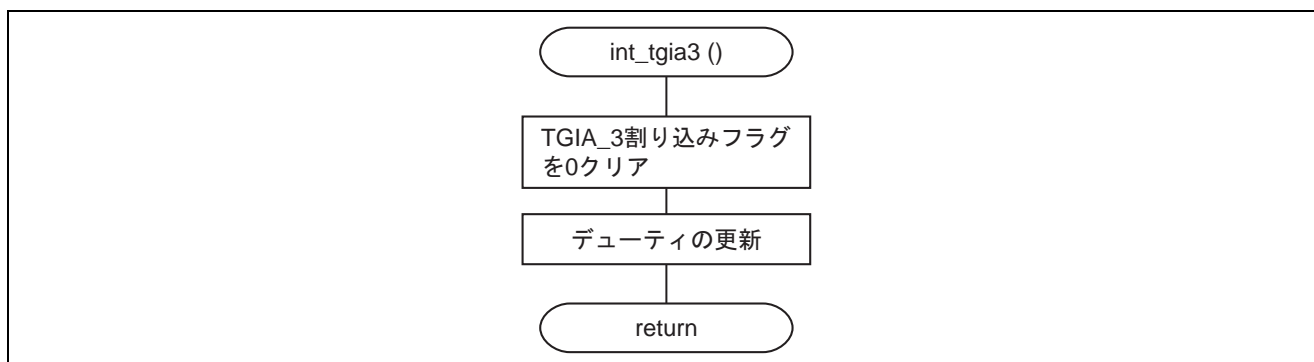 int_tgia3 ()
TGIA_3割り込みフラグ
を0クリア
デューティの更新
return